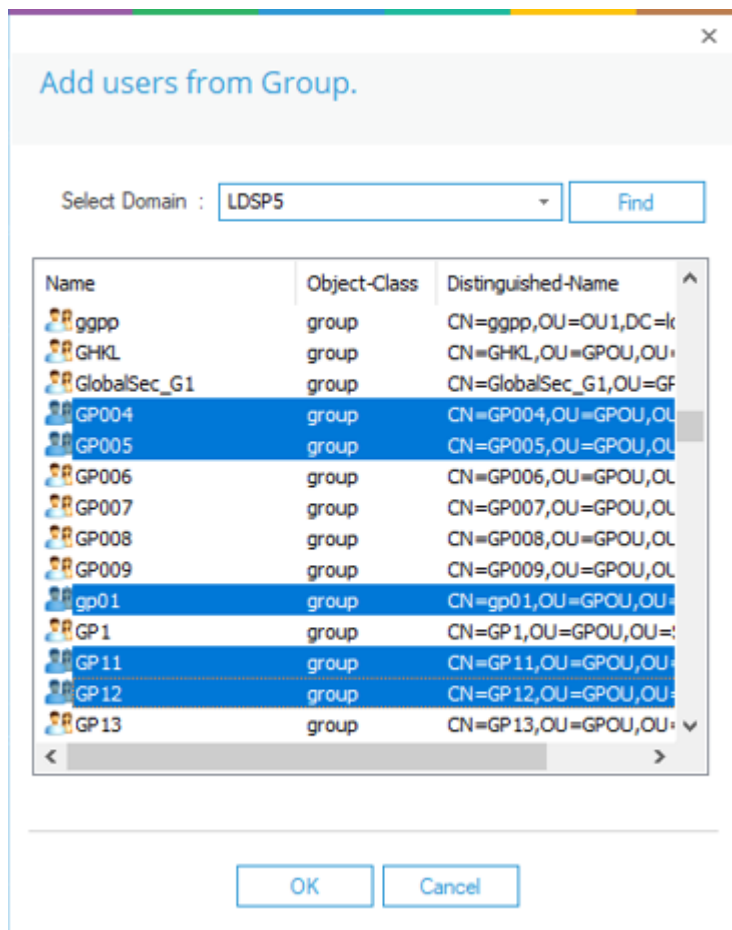 Add users from Group.
Select Domain : LDSP5 Find
Name Object-Class Distinguished-Name
ggpp group CN=ggpp,OU=OU1,DC=
GHKL group CN=GHKL,OU=GPOU,OU
GlobalSec_G1 group CN=GlobalSec_G1,OU=GP
GP004 group CN=GP004,OU=GPOU,OU
GP005 group CN=GP005,OU=GPOU,OU
GP006 group CN=GP006,OU=GPOU,OU
GP007 group CN=GP007,OU=GPOU,OU
GP008 group CN=GP008,OU=GPOU,OU
GP009 group CN=GP009,OU=GPOU,OU
gp01 group CN=gp01,OU=GPOU,OU=
GP1 group CN=GP1,OU=GPOU,OU=
GP11 group CN=GP11,OU=GPOU,OU=
GP12 group CN=GP12,OU=GPOU,OU=
GP13 group CN=GP13,OU=GPOU,OU=
OK Cancel